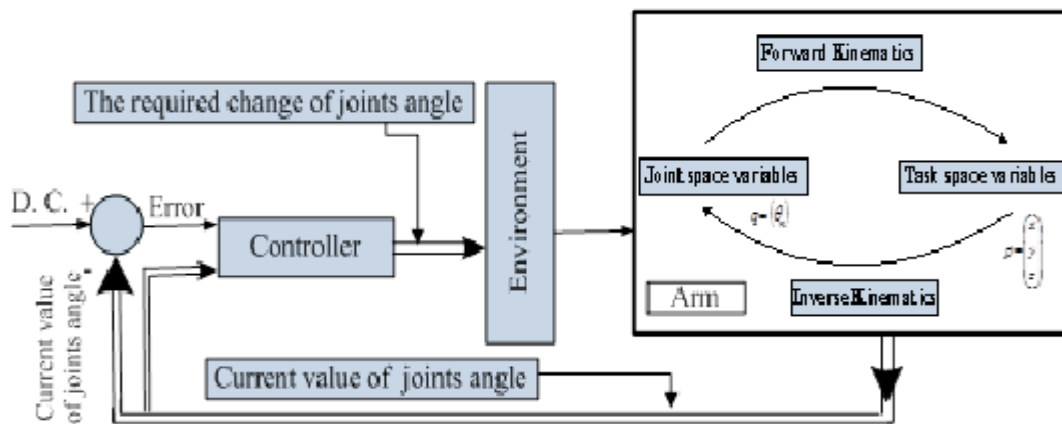 Forward Kinematics
The required change of joints angle
Joint space variables
Task space variables
D. C. +
Error
Controller
Environment
Arm
Inverse Kinematics
Current value
of joints angle
Current value of joints angle